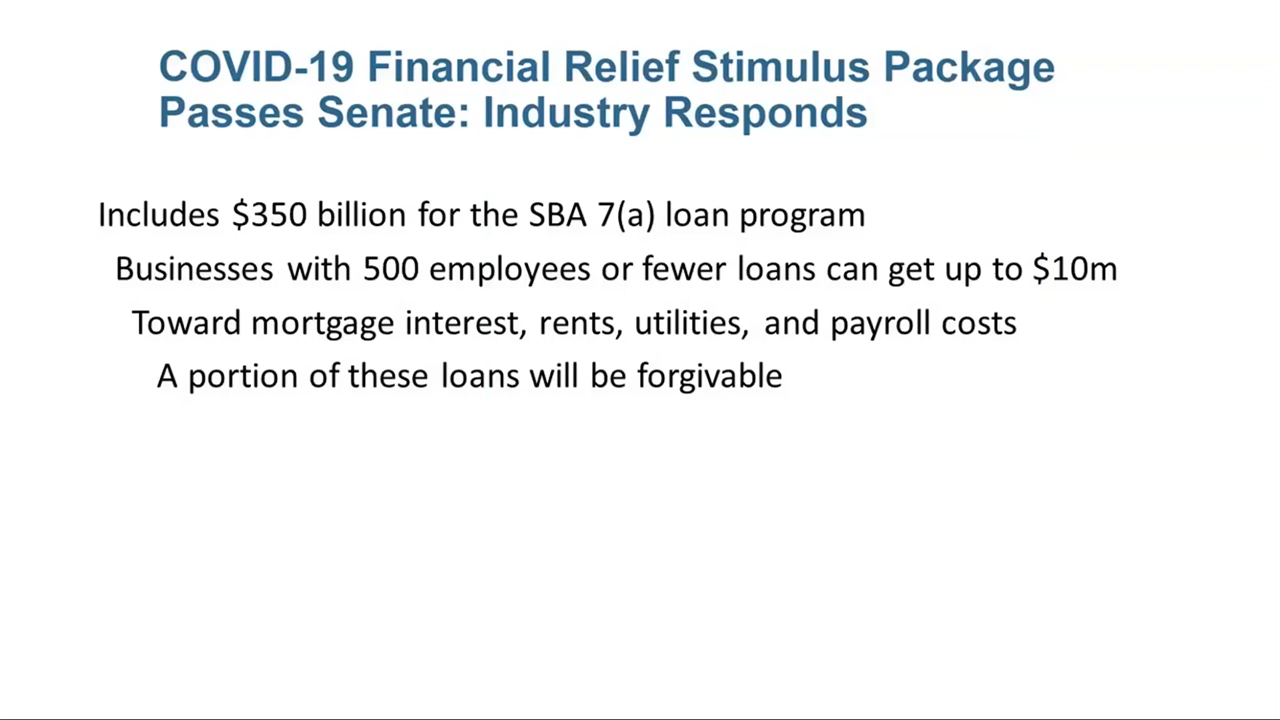 COVID-19 Financial Relief Stimulus Package
Passes Senate: Industry Responds
Includes $350 billion for the SBA 7(a) loan program
Businesses with 500 employees or fewer loans can get up to $10m
Toward mortgage interest, rents, utilities, and payroll costs
A portion of these loans will be forgivable